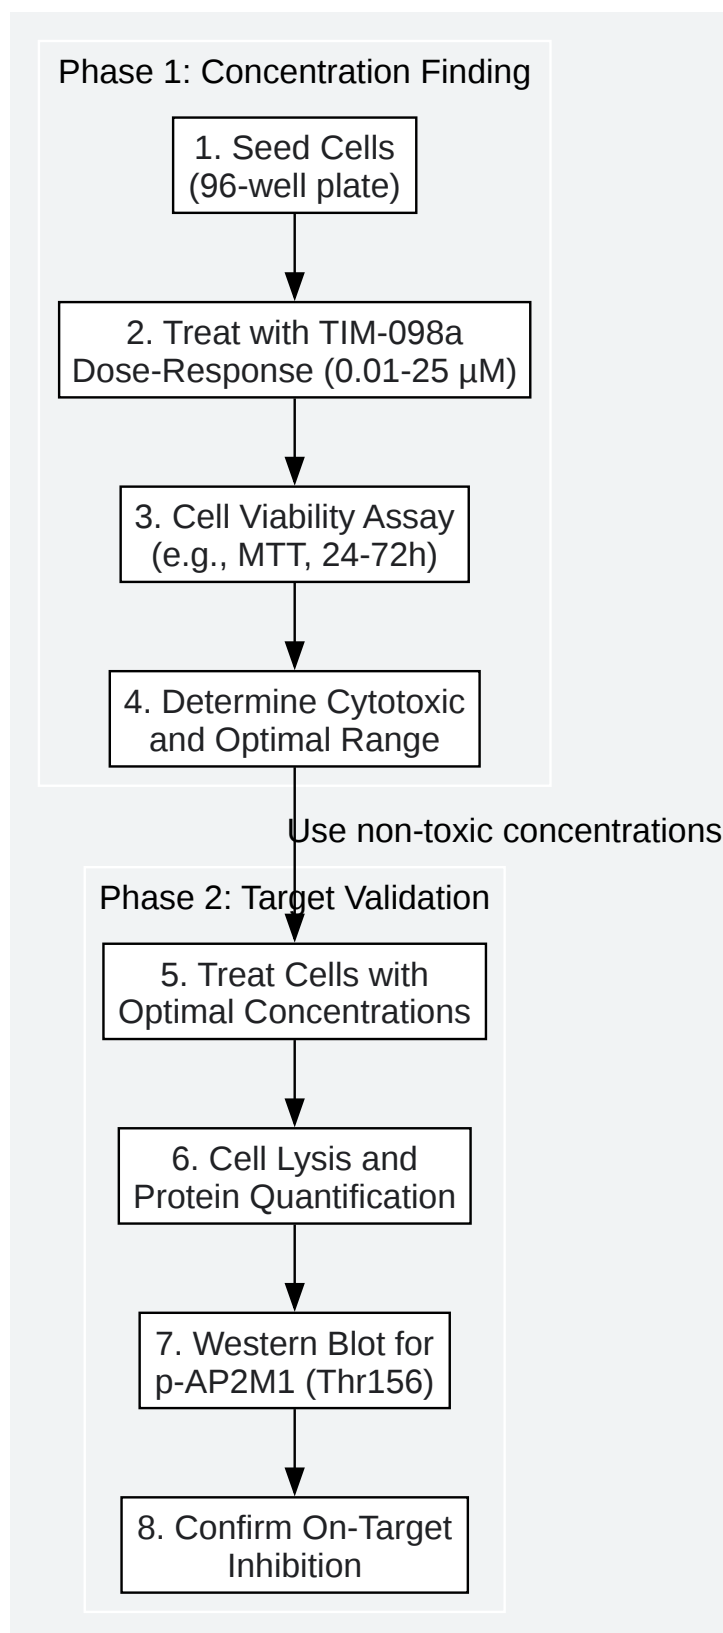 Phase 1: Concentration Finding
1. Seed Cells
(96-well plate)
2. Treat with TIM-098a
Dose-Response (0.01-25 µM)
3. Cell Viability Assay
(e.g., MTT, 24-72h)
4. Determine Cytotoxic
and Optimal Range
Use non-toxic concentrations
Phase 2: Target Validation
5. Treat Cells with
Optimal Concentrations
6. Cell Lysis and
Protein Quantification
7. Western Blot for
p-AP2M1 (Thr156)
8. Confirm On-Target
Inhibition